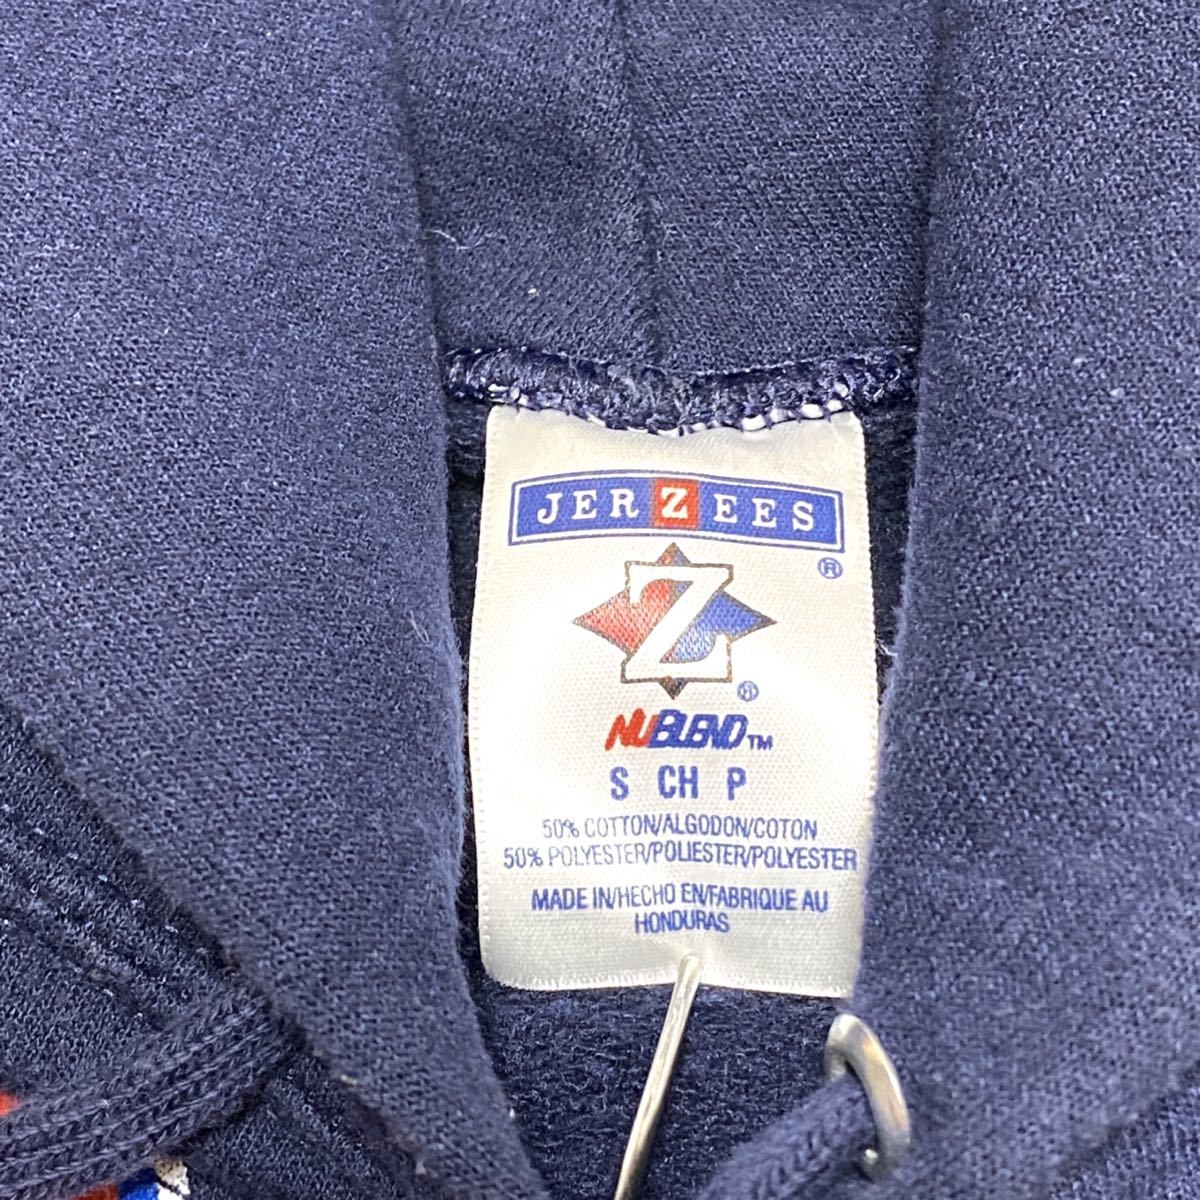 JERZEES
®
Z
®
NUBLEND™
S CH P
50% COTTON/ALGODON/COTON
50% POLYESTER/POLIESTER/POLYESTER
MADE IN/HECHO EN/FABRIQUE AU
HONDURAS